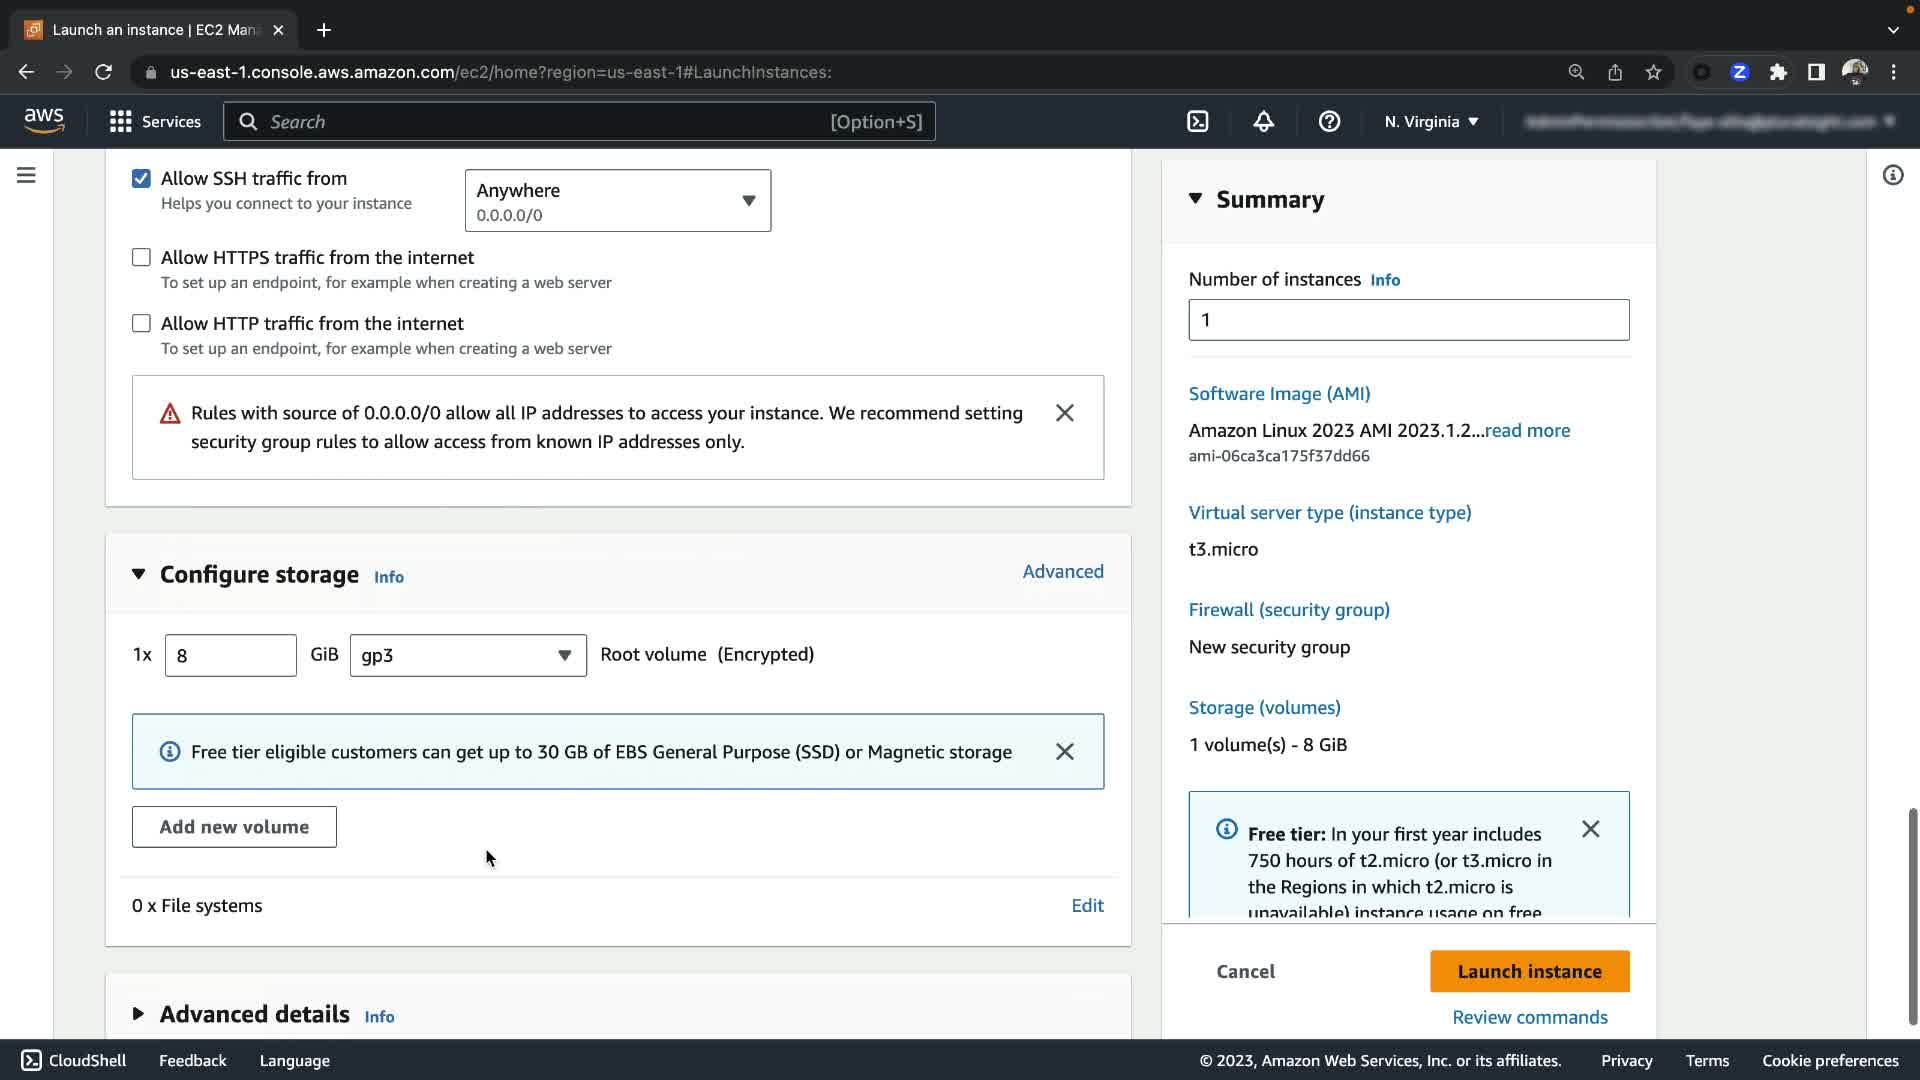 Launch an instance | EC2 Man
us-east-1.console.aws.amazon.com/ec2/home?region=us-east-1#LaunchInstances:
Z
aws
Services
Search
[Option+S]
N. Virginia
Allow SSH traffic from
Helps you connect to your instance
Anywhere
0.0.0.0/0
Allow HTTPS traffic from the internet
To set up an endpoint, for example when creating a web server
Allow HTTP traffic from the internet
To set up an endpoint, for example when creating a web server
Rules with source of 0.0.0.0/0 allow all IP addresses to access your instance. We recommend setting
security group rules to allow access from known IP addresses only.
Configure storage Info
Advanced
1x 8 GiB gp3 Root volume (Encrypted)
Free tier eligible customers can get up to 30 GB of EBS General Purpose (SSD) or Magnetic storage
Add new volume
0 x File systems
Edit
Advanced details Info
Summary
Number of instances Info
1
Software Image (AMI)
Amazon Linux 2023 AMI 2023.1.2...read more
ami-06ca3ca175f37dd66
Virtual server type (instance type)
t3.micro
Firewall (security group)
New security group
Storage (volumes)
1 volume(s) - 8 GiB
Free tier: In your first year includes
750 hours of t2.micro (or t3.micro in
the Regions in which t2.micro is
unavailable) instance usage on free
Cancel
Launch instance
Review commands
CloudShell
Feedback
Language
© 2023, Amazon Web Services, Inc. or its affiliates.
Privacy
Terms
Cookie preferences